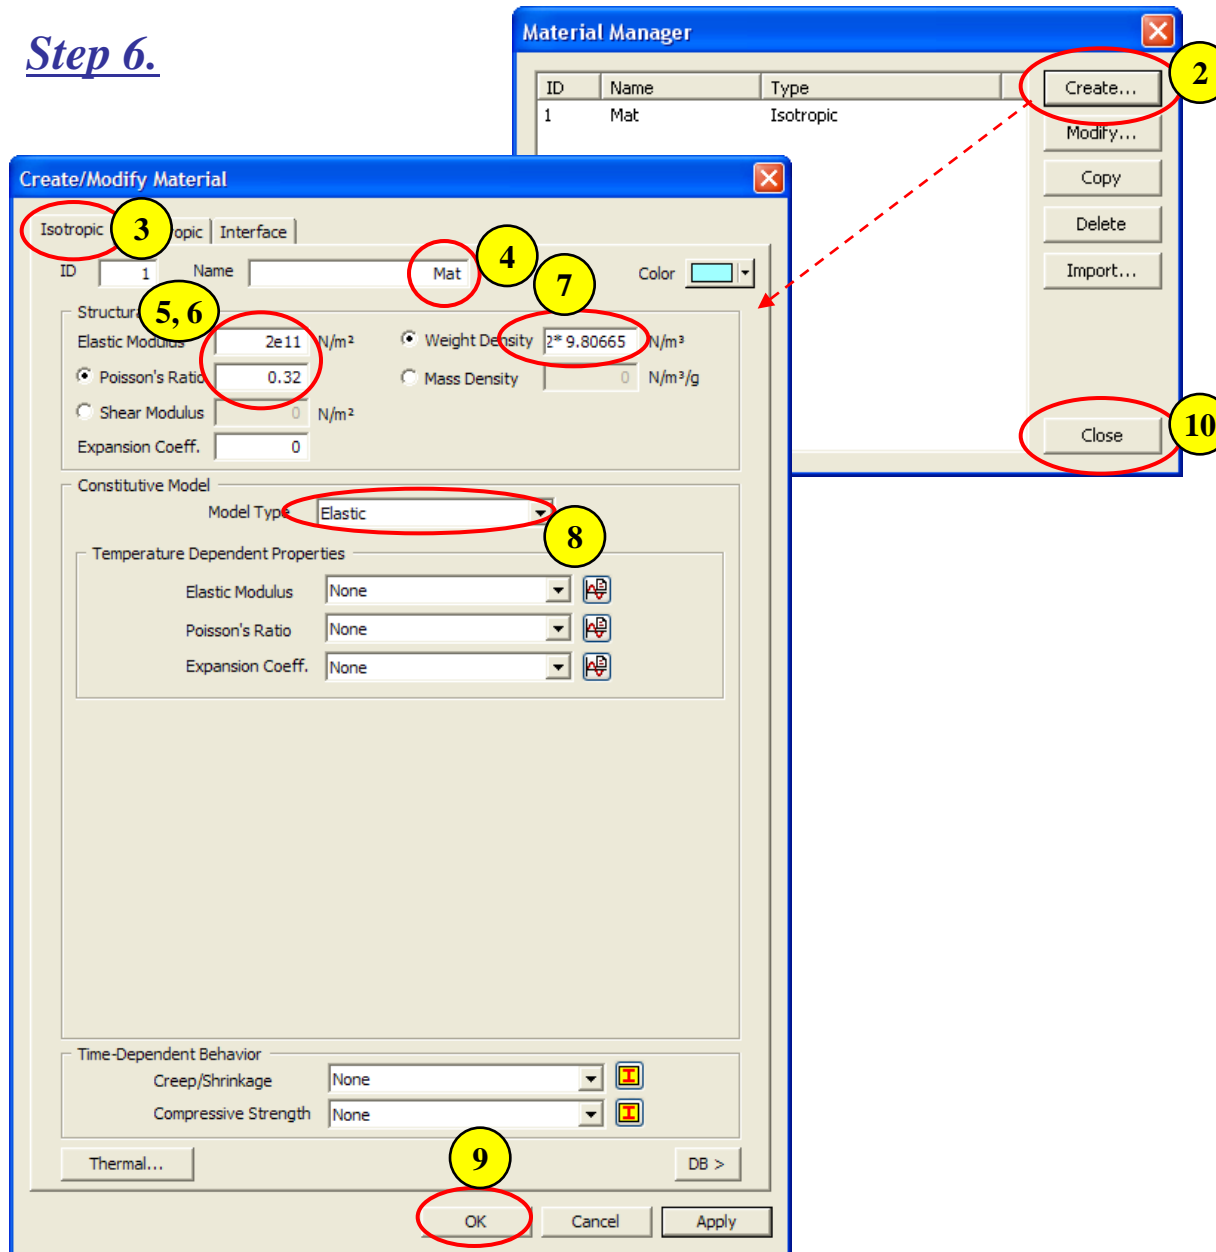 Step 6.
Material Manager
2
ID Name Type
Create...
1 Mat Isotropic
Modify...
Copy
Delete
Import...
10
Close
Create/Modify Material
Isotropic 3 opic Interface
ID 1 Name Mat 4 Color
7
Structura 5, 6
Elastic Modulus 2e11 N/m² Weight Density 2* 9.80665 N/m³
Poisson's Ratio 0.32 Mass Density 0 N/m³/g
Shear Modulus 0 N/m²
Expansion Coeff. 0
Constitutive Model
Model Type Elastic
8
Temperature Dependent Properties
Elastic Modulus None
Poisson's Ratio None
Expansion Coeff. None
Time-Dependent Behavior
Creep/Shrinkage None
Compressive Strength None
Thermal... 9 DB >
OK Cancel Apply